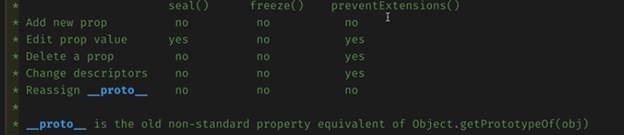 *                      seal()      freeze()    preventExtensions()
* Add new prop          no          no            no
* Edit prop value      yes          no            yes
* Delete a prop         no          no            yes
* Change descriptors    no          no            yes
* Reassign __proto__    no          no            no
*
* __proto__ is the old non-standard property equivalent of Object.getPrototypeOf(obj)